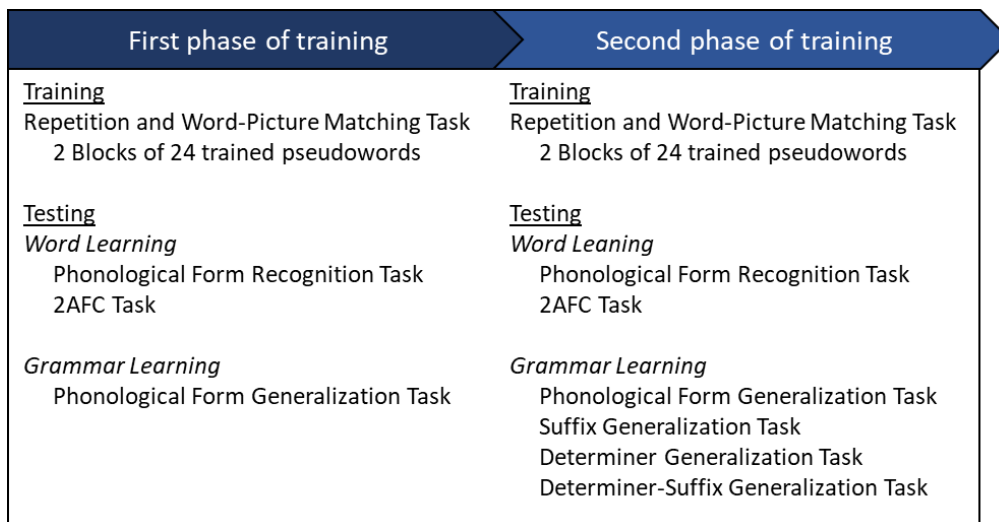 First phase of training
Training
Repetition and Word-Picture Matching Task
2 Blocks of 24 trained pseudowords
Testing
Word Learning
Phonological Form Recognition Task
2AFC Task
Grammar Learning
Phonological Form Generalization Task
Second phase of training
Training
Repetition and Word-Picture Matching Task
2 Blocks of 24 trained pseudowords
Testing
Word Leaning
Phonological Form Recognition Task
2AFC Task
Grammar Learning
Phonological Form Generalization Task
Suffix Generalization Task
Determiner Generalization Task
Determiner-Suffix Generalization Task